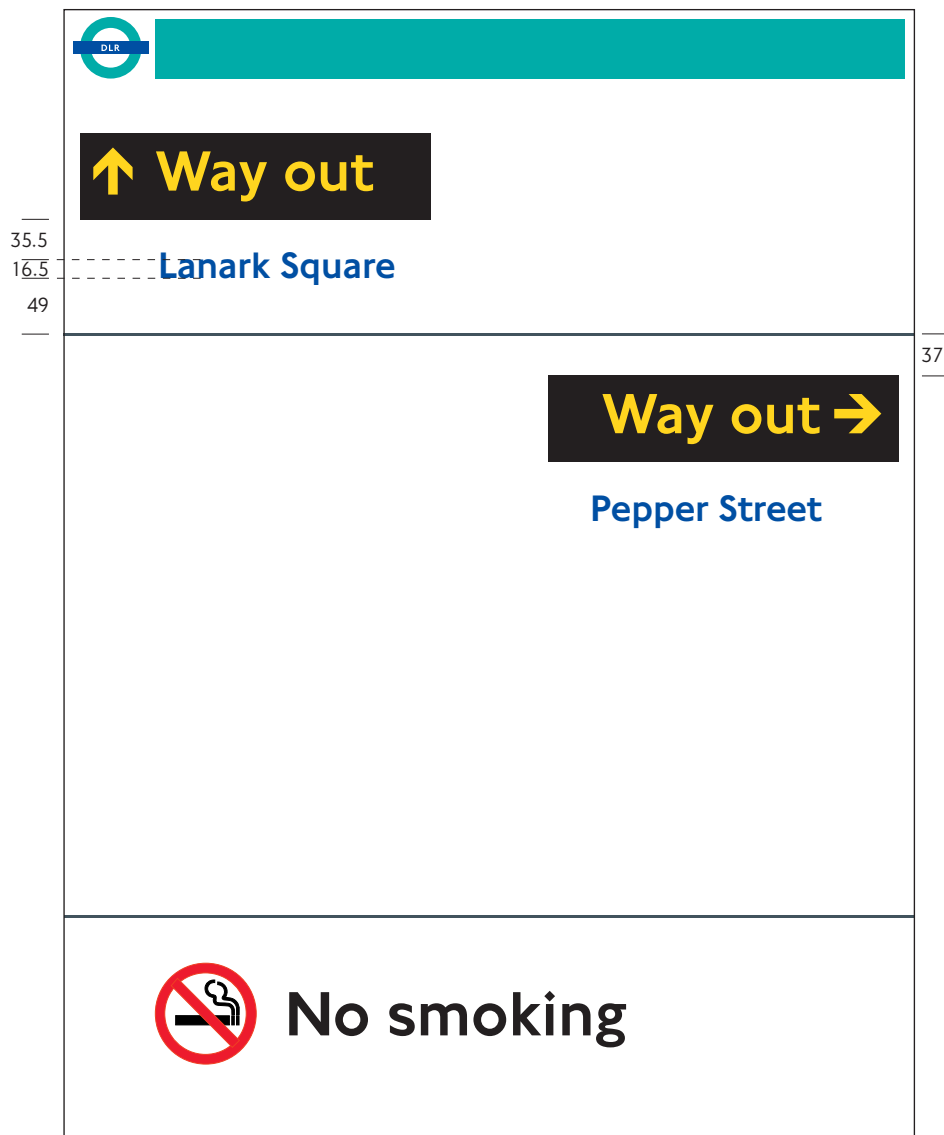 DLR
Way out
35.5
Lanark Square
16.5
49
37
Way out
Pepper Street
No smoking